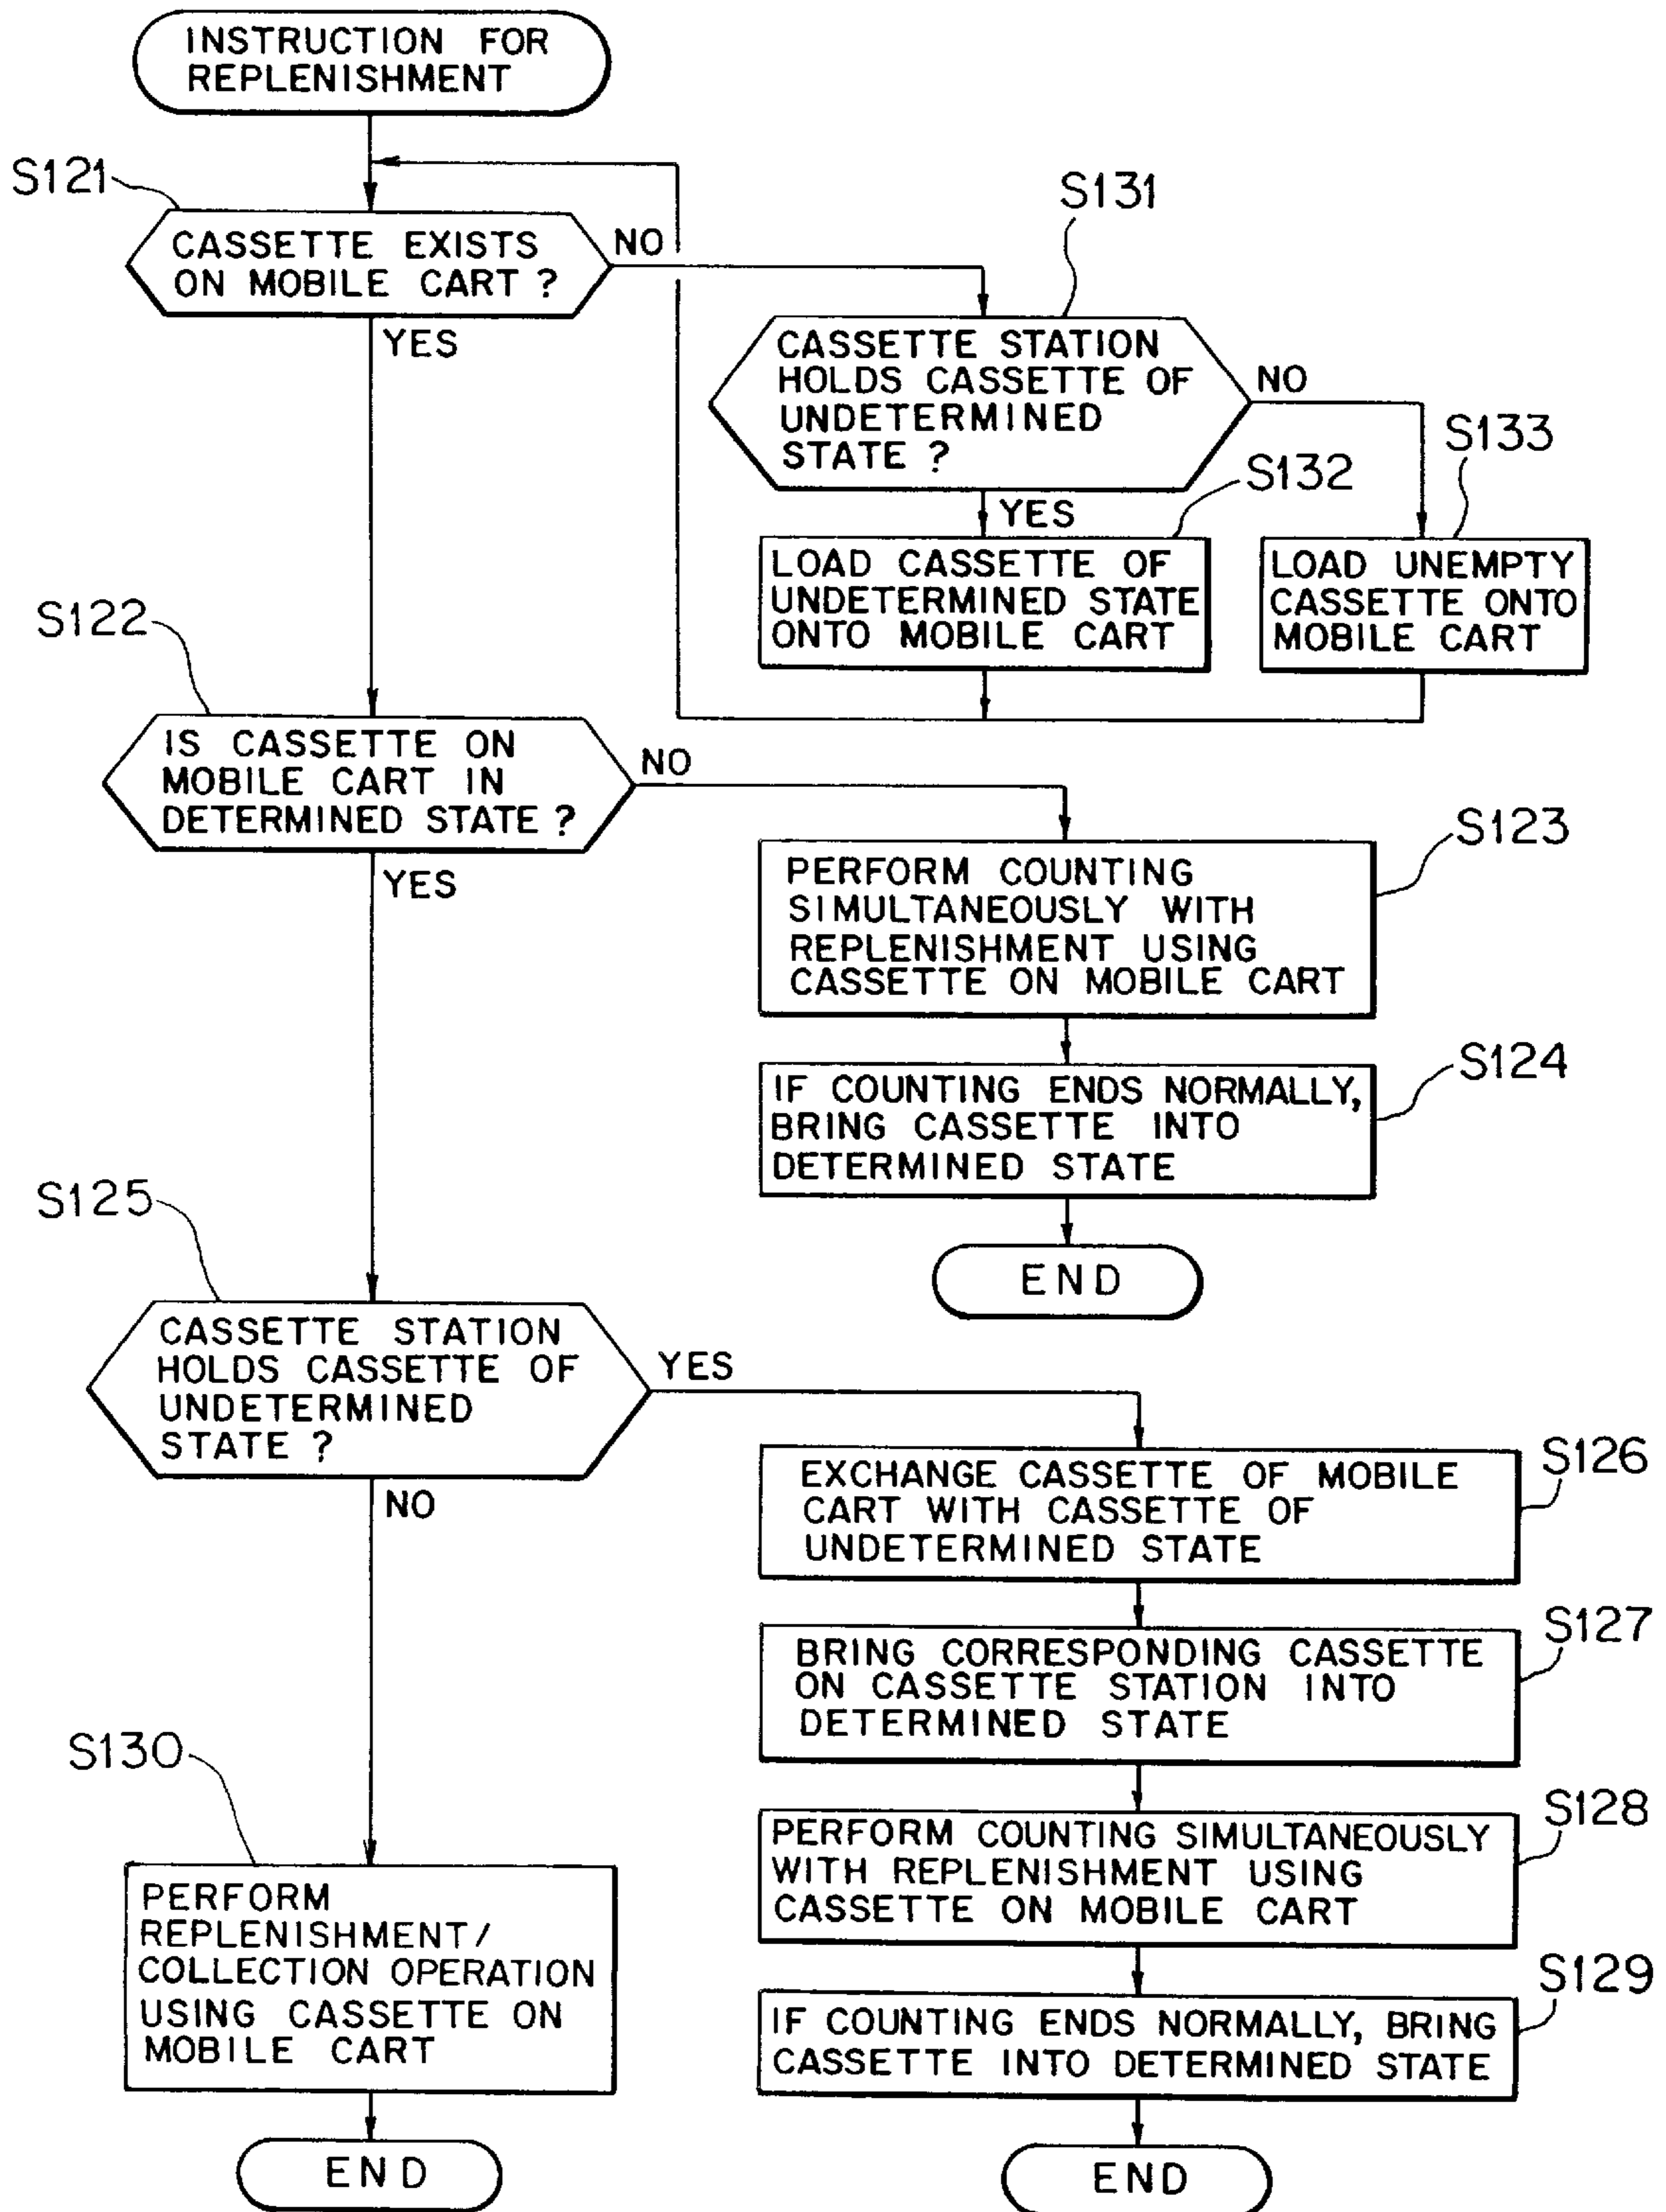 INSTRUCTION FOR
REPLENISHMENT
S121
CASSETTE EXISTS
ON MOBILE CART ?
NO
YES
S131
CASSETTE STATION
HOLDS CASSETTE OF
UNDETERMINED
STATE ?
NO
YES
S132
LOAD CASSETTE OF
UNDETERMINED STATE
ONTO MOBILE CART
S133
LOAD UNEMPTY
CASSETTE ONTO
MOBILE CART
S122
IS CASSETTE ON
MOBILE CART IN
DETERMINED STATE ?
NO
YES
S123
PERFORM COUNTING
SIMULTANEOUSLY WITH
REPLENISHMENT USING
CASSETTE ON MOBILE CART
S124
IF COUNTING ENDS NORMALLY,
BRING CASSETTE INTO
DETERMINED STATE
END
S125
CASSETTE STATION
HOLDS CASSETTE OF
UNDETERMINED
STATE ?
YES
NO
S126
EXCHANGE CASSETTE OF MOBILE
CART WITH CASSETTE OF
UNDETERMINED STATE
S127
BRING CORRESPONDING CASSETTE
ON CASSETTE STATION INTO
DETERMINED STATE
S128
PERFORM COUNTING SIMULTANEOUSLY
WITH REPLENISHMENT USING
CASSETTE ON MOBILE CART
S129
IF COUNTING ENDS NORMALLY, BRING
CASSETTE INTO DETERMINED STATE
END
S130
PERFORM
REPLENISHMENT/
COLLECTION OPERATION
USING CASSETTE ON
MOBILE CART
END